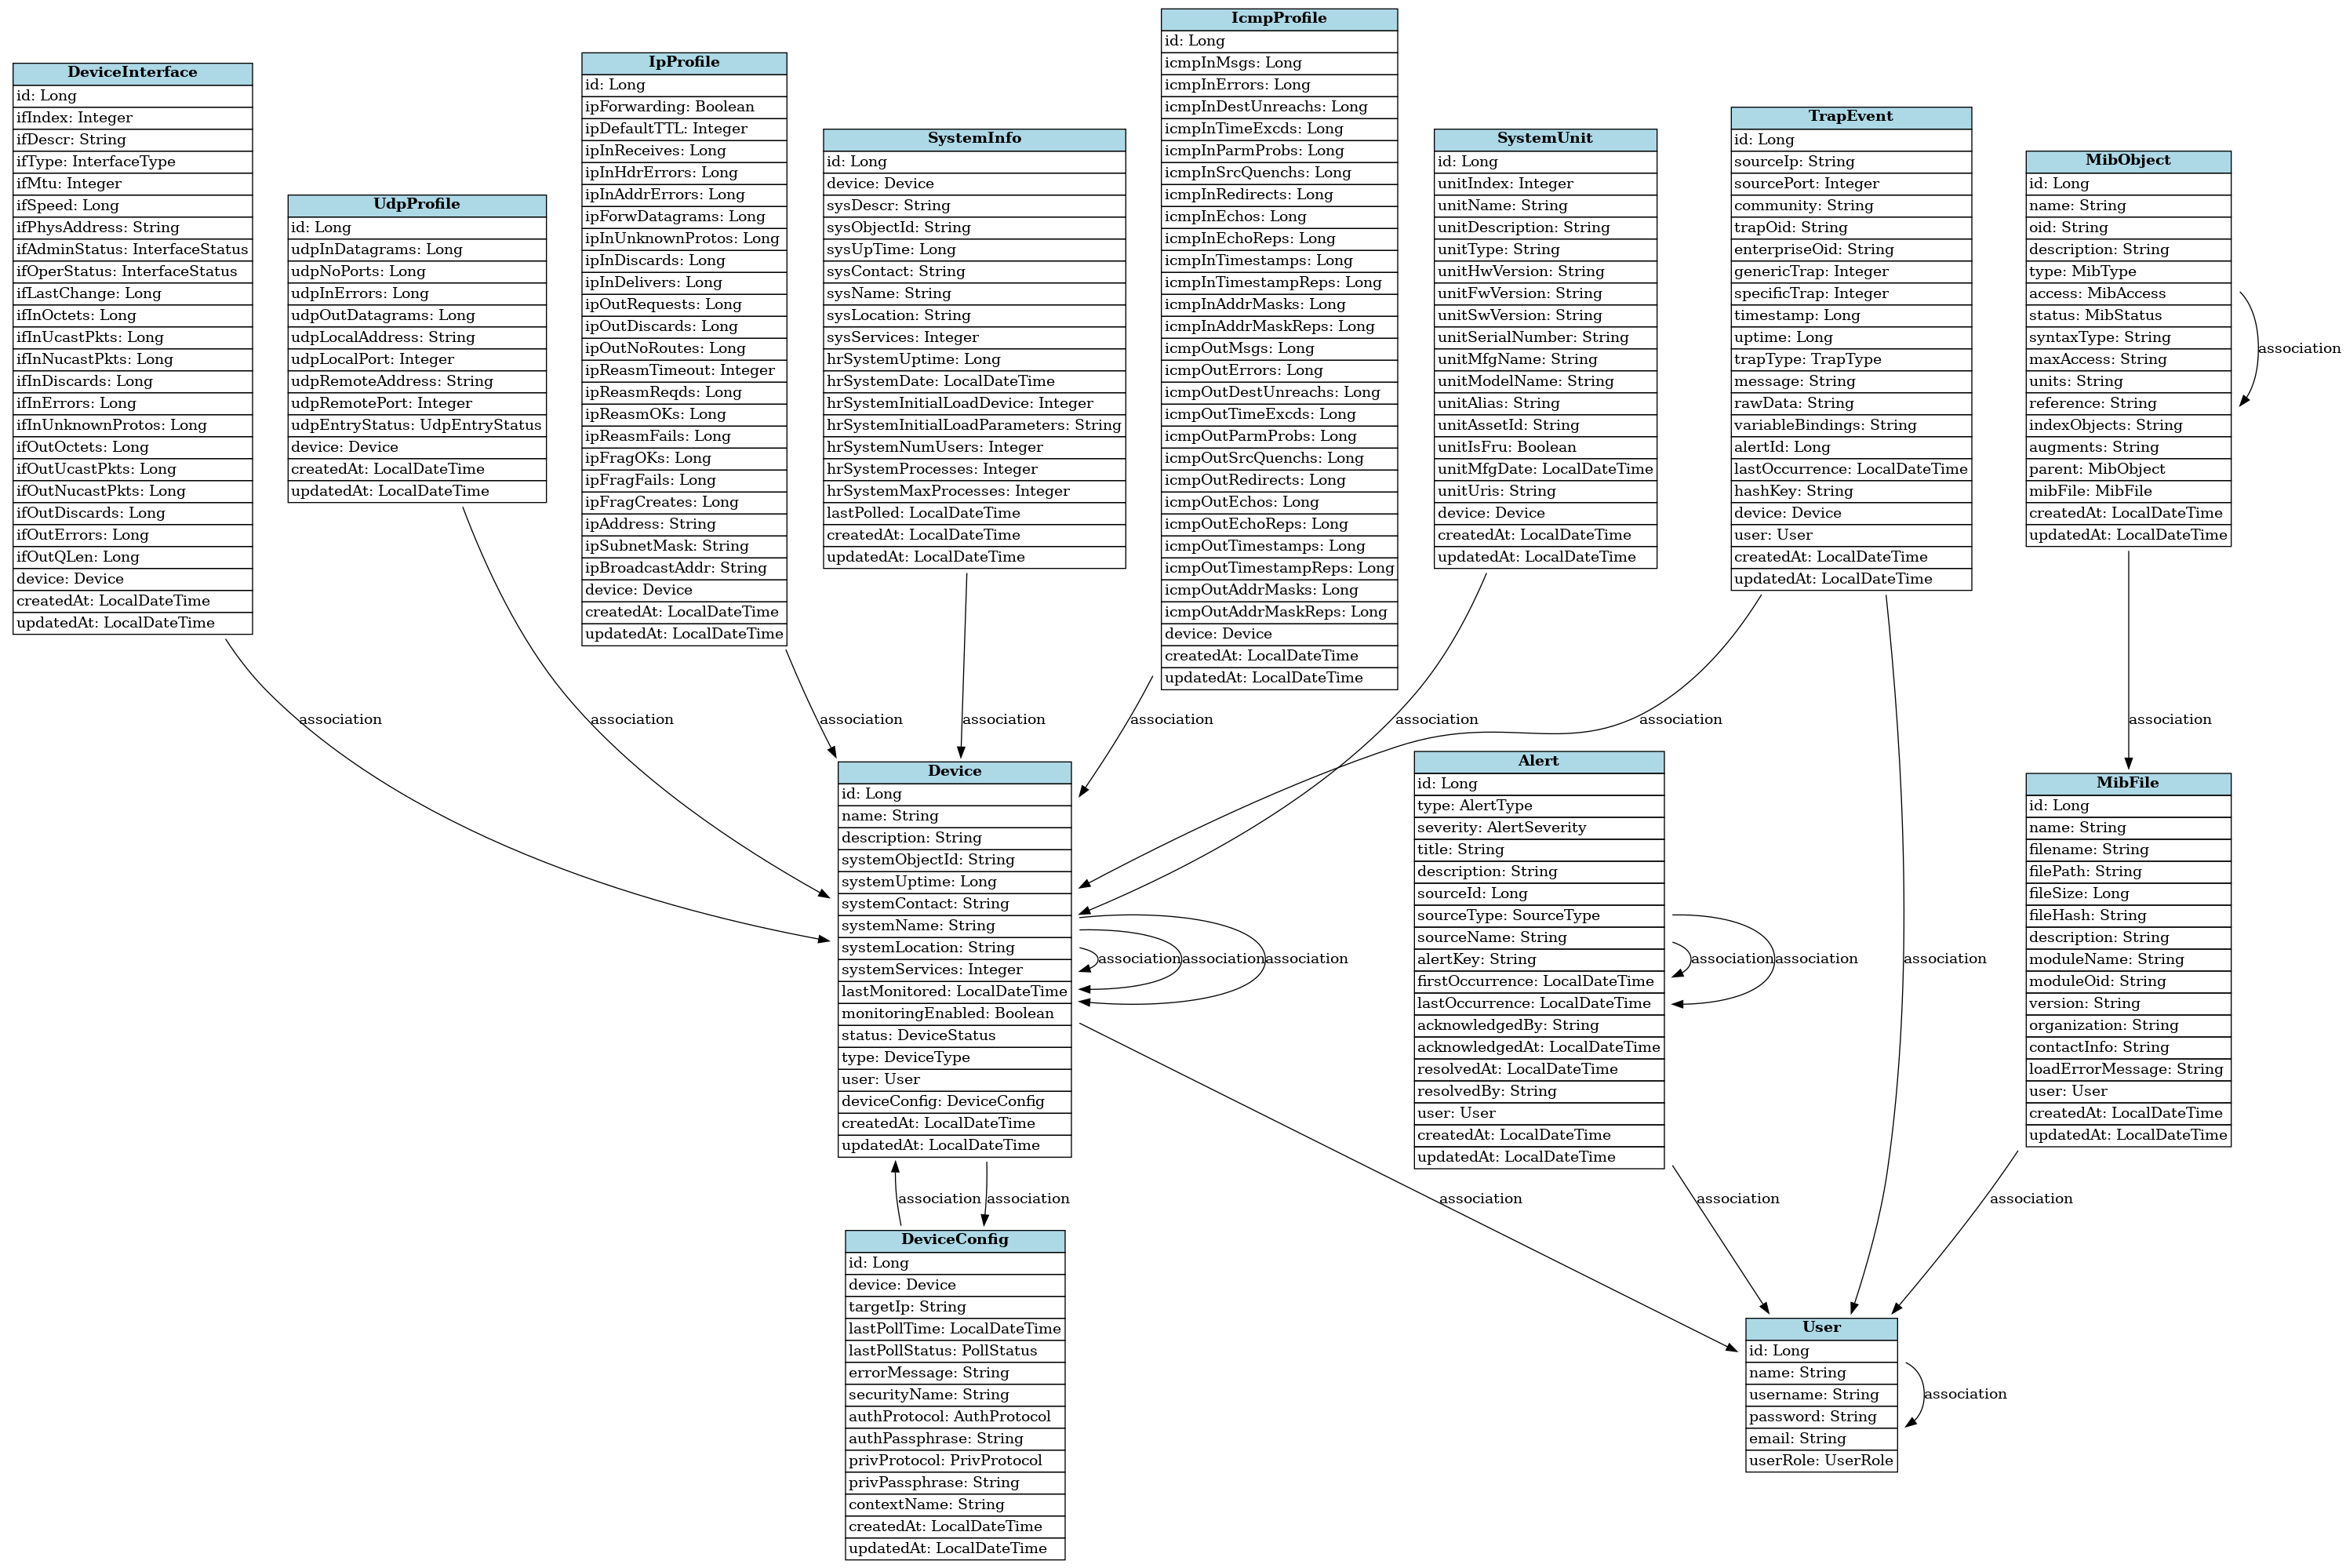 DeviceInterface
id: Long
ifIndex: Integer
ifDescr: String
ifType: InterfaceType
ifMtu: Integer
ifSpeed: Long
ifPhysAddress: String
ifAdminStatus: InterfaceStatus
ifOperStatus: InterfaceStatus
ifLastChange: Long
ifInOctets: Long
ifInUcastPkts: Long
ifInNucastPkts: Long
ifInDiscards: Long
ifInErrors: Long
ifInUnknownProtos: Long
ifOutOctets: Long
ifOutUcastPkts: Long
ifOutNucastPkts: Long
ifOutDiscards: Long
ifOutErrors: Long
ifOutQLen: Long
device: Device
createdAt: LocalDateTime
updatedAt: LocalDateTime
UdpProfile
id: Long
udpInDatagrams: Long
udpNoPorts: Long
udpInErrors: Long
udpOutDatagrams: Long
udpLocalAddress: String
udpLocalPort: Integer
udpRemoteAddress: String
udpRemotePort: Integer
udpEntryStatus: UdpEntryStatus
device: Device
createdAt: LocalDateTime
updatedAt: LocalDateTime
IpProfile
id: Long
ipForwarding: Boolean
ipDefaultTTL: Integer
ipInReceives: Long
ipInHdrErrors: Long
ipInAddrErrors: Long
ipForwDatagrams: Long
ipInUnknownProtos: Long
ipInDiscards: Long
ipInDelivers: Long
ipOutRequests: Long
ipOutDiscards: Long
ipOutNoRoutes: Long
ipReasmTimeout: Integer
ipReasmReqds: Long
ipReasmOKs: Long
ipReasmFails: Long
ipFragOKs: Long
ipFragFails: Long
ipFragCreates: Long
ipAddress: String
ipSubnetMask: String
ipBroadcastAddr: String
device: Device
createdAt: LocalDateTime
updatedAt: LocalDateTime
SystemInfo
id: Long
device: Device
sysDescr: String
sysObjectId: String
sysUpTime: Long
sysContact: String
sysName: String
sysLocation: String
sysServices: Integer
hrSystemUptime: Long
hrSystemDate: LocalDateTime
hrSystemInitialLoadDevice: Integer
hrSystemInitialLoadParameters: String
hrSystemNumUsers: Integer
hrSystemProcesses: Integer
hrSystemMaxProcesses: Integer
lastPolled: LocalDateTime
createdAt: LocalDateTime
updatedAt: LocalDateTime
IcmpProfile
id: Long
icmpInMsgs: Long
icmpInErrors: Long
icmpInDestUnreachs: Long
icmpInTimeExcds: Long
icmpInParmProbs: Long
icmpInSrcQuenchs: Long
icmpInRedirects: Long
icmpInEchos: Long
icmpInEchoReps: Long
icmpInTimestamps: Long
icmpInTimestampReps: Long
icmpInAddrMasks: Long
icmpInAddrMaskReps: Long
icmpOutMsgs: Long
icmpOutErrors: Long
icmpOutDestUnreachs: Long
icmpOutTimeExcds: Long
icmpOutParmProbs: Long
icmpOutSrcQuenchs: Long
icmpOutRedirects: Long
icmpOutEchos: Long
icmpOutEchoReps: Long
icmpOutTimestamps: Long
icmpOutTimestampReps: Long
icmpOutAddrMasks: Long
icmpOutAddrMaskReps: Long
device: Device
createdAt: LocalDateTime
updatedAt: LocalDateTime
SystemUnit
id: Long
unitIndex: Integer
unitName: String
unitDescription: String
unitType: String
unitHwVersion: String
unitFwVersion: String
unitSwVersion: String
unitSerialNumber: String
unitMfgName: String
unitModelName: String
unitAlias: String
unitAssetId: String
unitIsFru: Boolean
unitMfgDate: LocalDateTime
unitUris: String
device: Device
createdAt: LocalDateTime
updatedAt: LocalDateTime
TrapEvent
id: Long
sourceIp: String
sourcePort: Integer
community: String
trapOid: String
enterpriseOid: String
genericTrap: Integer
specificTrap: Integer
timestamp: Long
uptime: Long
trapType: TrapType
message: String
rawData: String
variableBindings: String
alertId: Long
lastOccurrence: LocalDateTime
hashKey: String
device: Device
user: User
createdAt: LocalDateTime
updatedAt: LocalDateTime
MibObject
id: Long
name: String
oid: String
description: String
type: MibType
access: MibAccess
status: MibStatus
syntaxType: String
maxAccess: String
units: String
reference: String
indexObjects: String
augments: String
parent: MibObject
mibFile: MibFile
createdAt: LocalDateTime
updatedAt: LocalDateTime
association
association
association
association
association
association
association
association
association
Device
id: Long
name: String
description: String
systemObjectId: String
systemUptime: Long
systemContact: String
systemName: String
systemLocation: String
systemServices: Integer
lastMonitored: LocalDateTime
monitoringEnabled: Boolean
status: DeviceStatus
type: DeviceType
user: User
deviceConfig: DeviceConfig
createdAt: LocalDateTime
updatedAt: LocalDateTime
association
association
association
Alert
id: Long
type: AlertType
severity: AlertSeverity
title: String
description: String
sourceId: Long
sourceType: SourceType
sourceName: String
alertKey: String
firstOccurrence: LocalDateTime
lastOccurrence: LocalDateTime
acknowledgedBy: String
acknowledgedAt: LocalDateTime
resolvedAt: LocalDateTime
resolvedBy: String
user: User
createdAt: LocalDateTime
updatedAt: LocalDateTime
association
association
association
MibFile
id: Long
name: String
filename: String
filePath: String
fileSize: Long
fileHash: String
description: String
moduleName: String
moduleOid: String
version: String
organization: String
contactInfo: String
loadErrorMessage: String
user: User
createdAt: LocalDateTime
updatedAt: LocalDateTime
association
association
association
association
association
DeviceConfig
id: Long
device: Device
targetIp: String
lastPollTime: LocalDateTime
lastPollStatus: PollStatus
errorMessage: String
securityName: String
authProtocol: AuthProtocol
authPassphrase: String
privProtocol: PrivProtocol
privPassphrase: String
contextName: String
createdAt: LocalDateTime
updatedAt: LocalDateTime
User
id: Long
name: String
username: String
password: String
email: String
userRole: UserRole
association